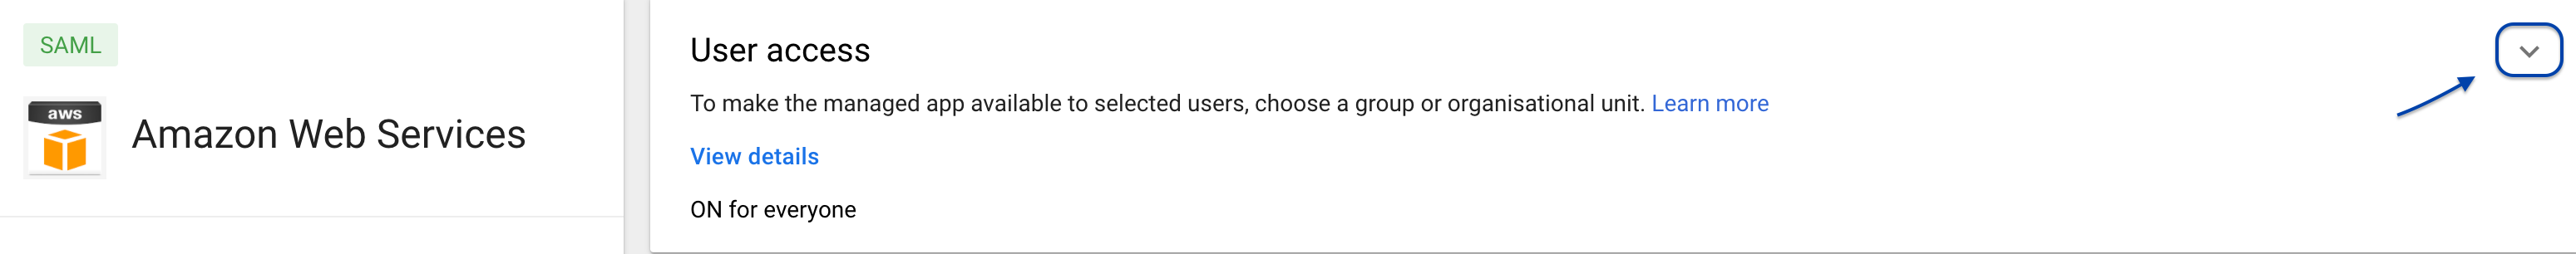 SAML
aws
Amazon Web Services
User access
To make the managed app available to selected users, choose a group or organisational unit. Learn more
View details
ON for everyone